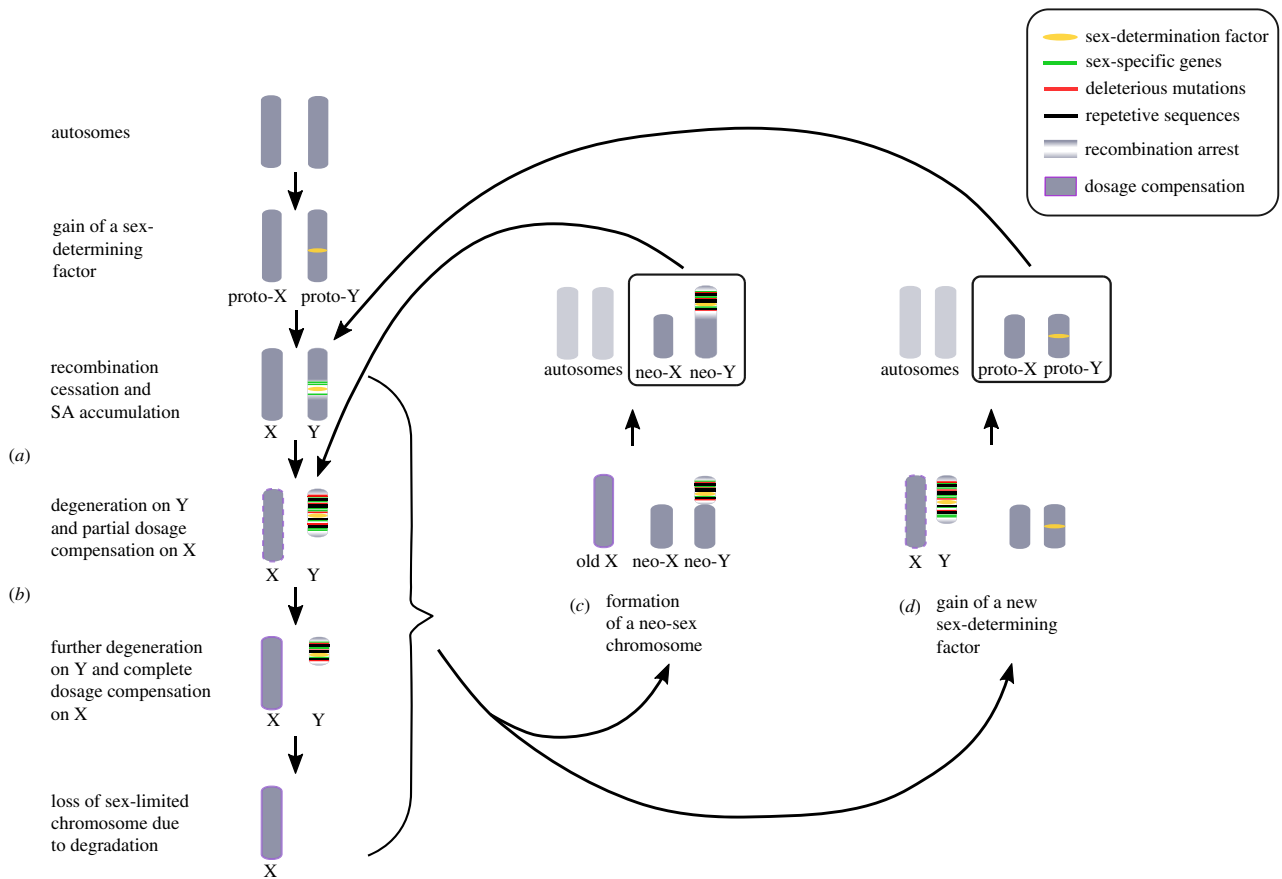 sex-determination factor
sex-specific genes
deleterious mutations
repetetive sequences
recombination arrest
dosage compensation
autosomes
gain of a sex-
determining
factor
proto-X proto-Y
recombination
cessation and
SA accumulation
X Y
(a)
degeneration on Y
and partial dosage
compensation on X
X Y
(b)
further degeneration
on Y and complete
dosage compensation
on X
X Y
loss of sex-limited
chromosome due
to degradation
X
autosomes
neo-X neo-Y
old X neo-X neo-Y
(c) formation
of a neo-sex
chromosome
autosomes
proto-X proto-Y
X Y
(d) gain of a new
sex-determining
factor